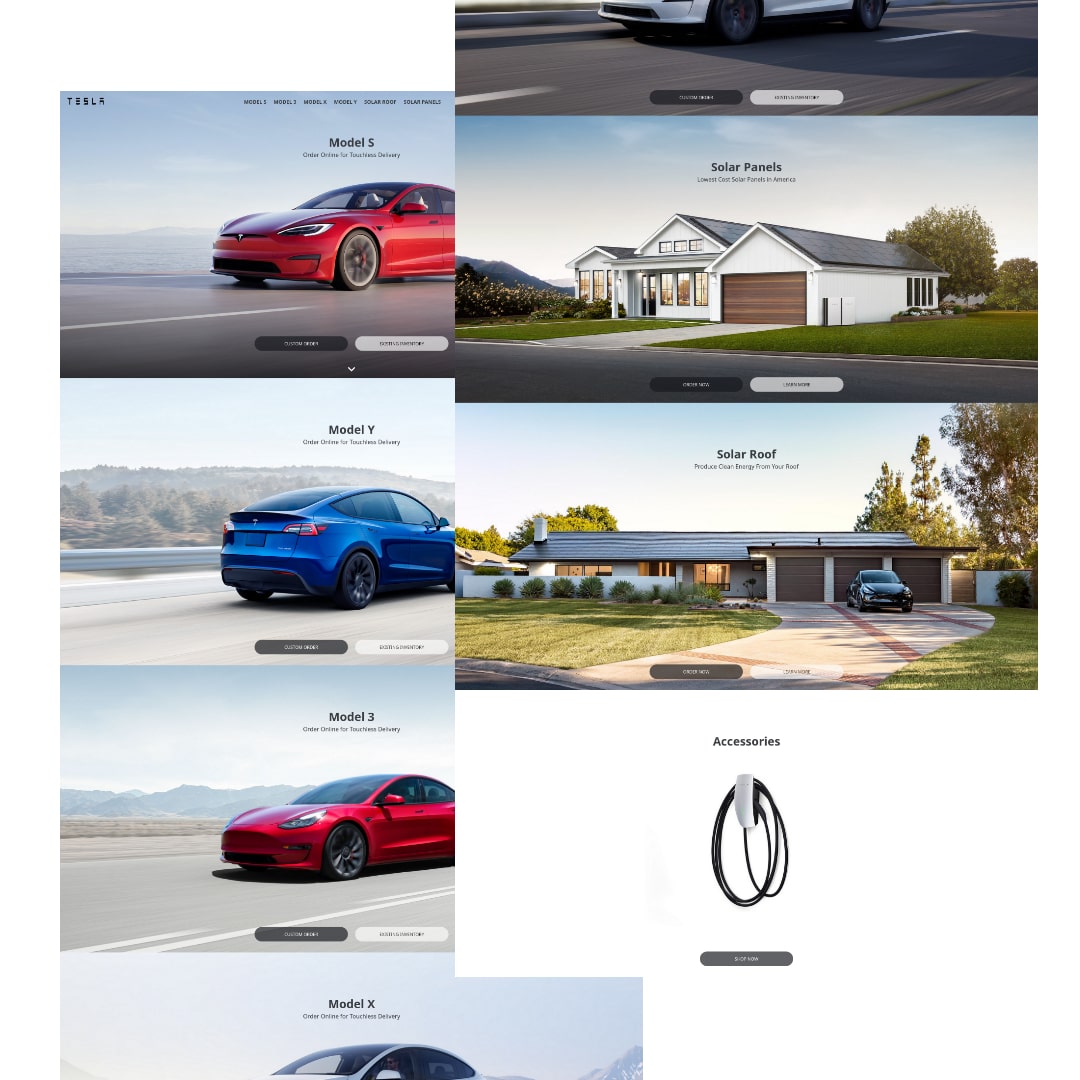 TESLA
MODEL S MODEL 3 MODEL X MODEL Y SOLAR ROOF SOLAR PANELS
Model S
Order Online for Touchless Delivery
CUSTOM ORDER EXISTING INVENTORY
Model Y
Order Online for Touchless Delivery
CUSTOM ORDER EXISTING INVENTORY
Model 3
Order Online for Touchless Delivery
CUSTOM ORDER EXISTING INVENTORY
Model X
Order Online for Touchless Delivery
CUSTOM ORDER EXISTING INVENTORY
Solar Panels
Lowest Cost Solar Panels in America
ORDER NOW LEARN MORE
Solar Roof
Produce Clean Energy From Your Roof
ORDER NOW LEARN MORE
Accessories
SHOP NOW